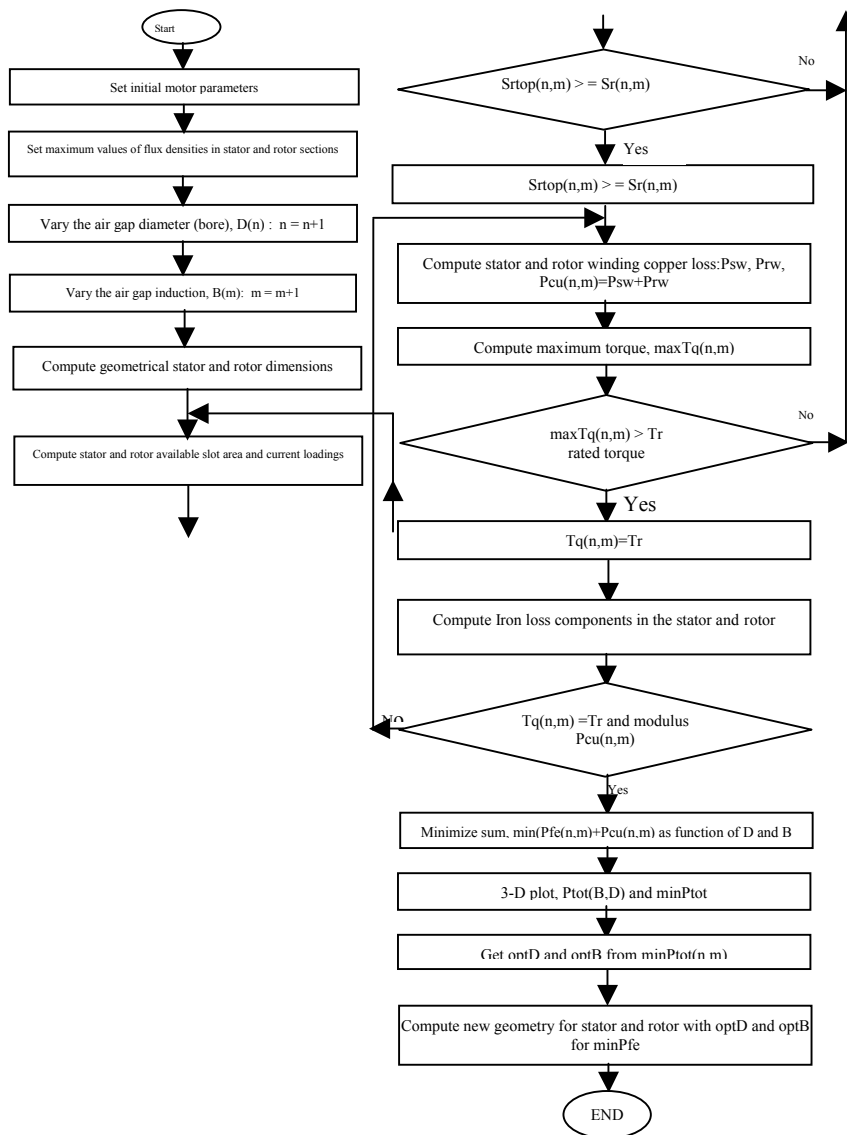 Start
Set initial motor parameters
Set maximum values of flux densities in stator and rotor sections
Vary the air gap diameter (bore), D(n) : n = n+1
Vary the air gap induction, B(m): m = m+1
Compute geometrical stator and rotor dimensions
Compute stator and rotor available slot area and current loadings
Srtop(n,m) > = Sr(n,m)
No
Yes
Srtop(n,m) > = Sr(n,m)
Compute stator and rotor winding copper loss:Psw, Prw,
Pcu(n,m)=Psw+Prw
Compute maximum torque, maxTq(n,m)
maxTq(n,m) > Tr
rated torque
No
Yes
Tq(n,m)=Tr
Compute Iron loss components in the stator and rotor
Tq(n,m) =Tr and modulus
Pcu(n,m)
No
Yes
Minimize sum, min(Pfe(n,m)+Pcu(n,m) as function of D and B
3-D plot, Ptot(B,D) and minPtot
Get optD and optB from minPtot(n,m)
Compute new geometry for stator and rotor with optD and optB
for minPfe
END